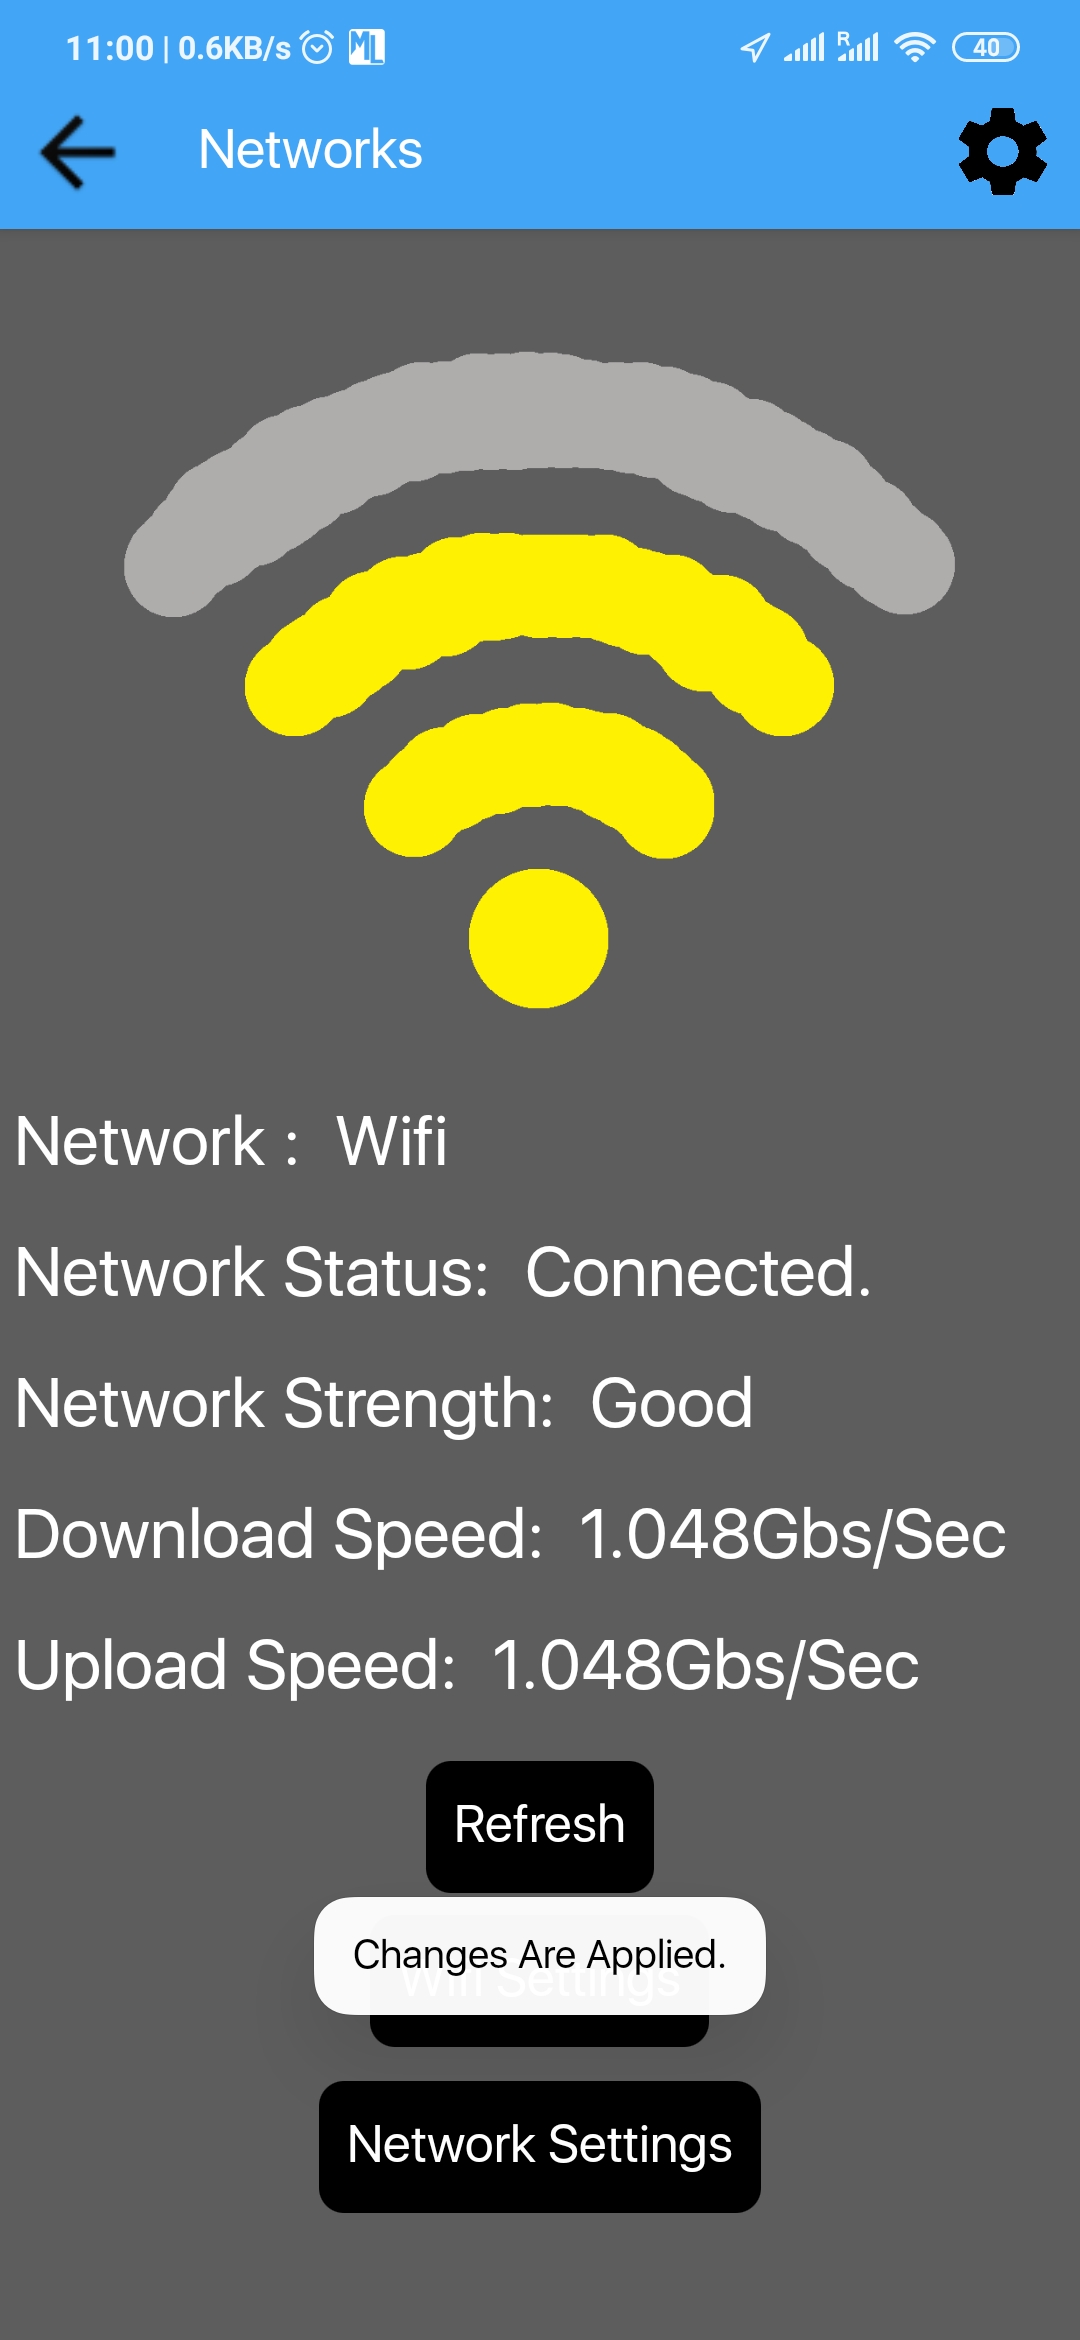 11:00 | 0.6KB/s ML R 40
Networks
Network : Wifi
Network Status: Connected.
Network Strength: Good
Download Speed: 1.048Gbs/Sec
Upload Speed: 1.048Gbs/Sec
Refresh
Changes Are Applied.
Wifi Settings
Network Settings